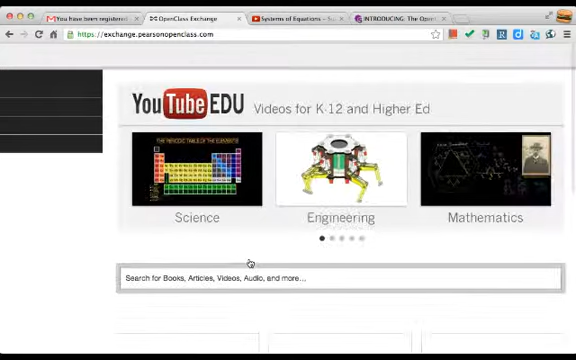 You have been registered
OpenClass Exchange
Systems of Equations – Su
INTRODUCING: The Open
https://exchange.pearsonopenclass.com
YouTube EDU
Videos for K-12 and Higher Ed
THE PERIODIC TABLE OF THE ELEMENTS
Science
Engineering
Mathematics
Search for Books, Articles, Videos, Audio, and more...